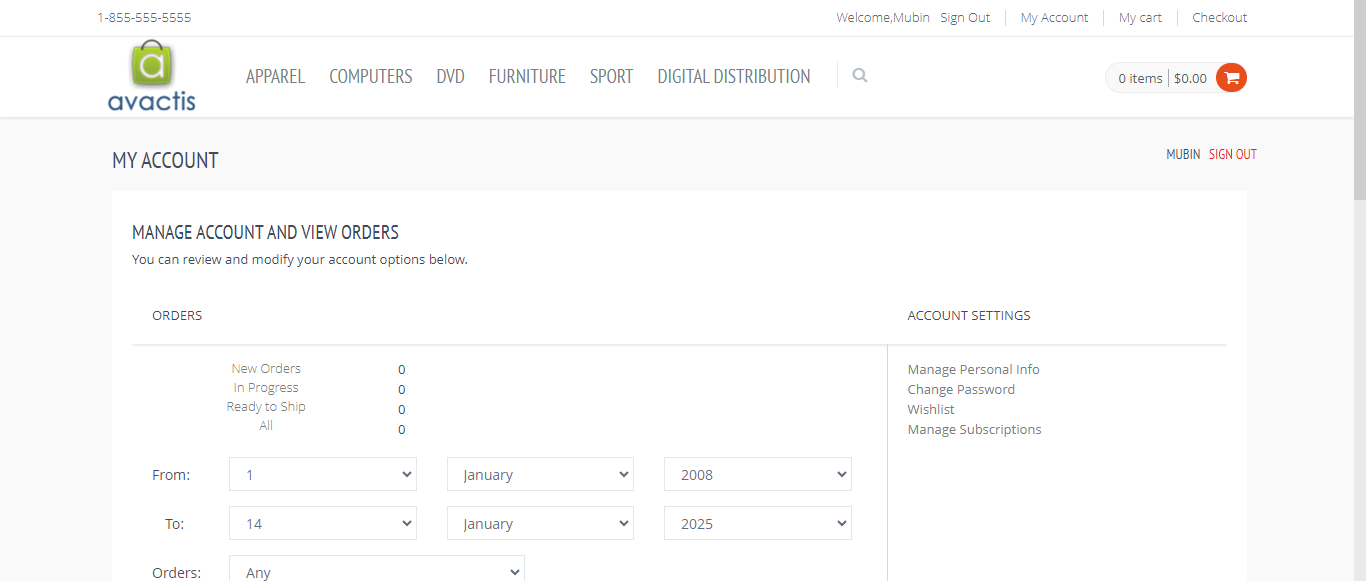 1-855-555-5555
Welcome,Mubin Sign Out My Account My cart Checkout
a
avactis
APPAREL COMPUTERS DVD FURNITURE SPORT DIGITAL DISTRIBUTION
0 items $0.00
MY ACCOUNT
MUBIN SIGN OUT
MANAGE ACCOUNT AND VIEW ORDERS
You can review and modify your account options below.
ORDERS
New Orders 0
In Progress 0
Ready to Ship 0
All 0
From: 1 January 2008
To: 14 January 2025
Orders: Any
ACCOUNT SETTINGS
Manage Personal Info
Change Password
Wishlist
Manage Subscriptions